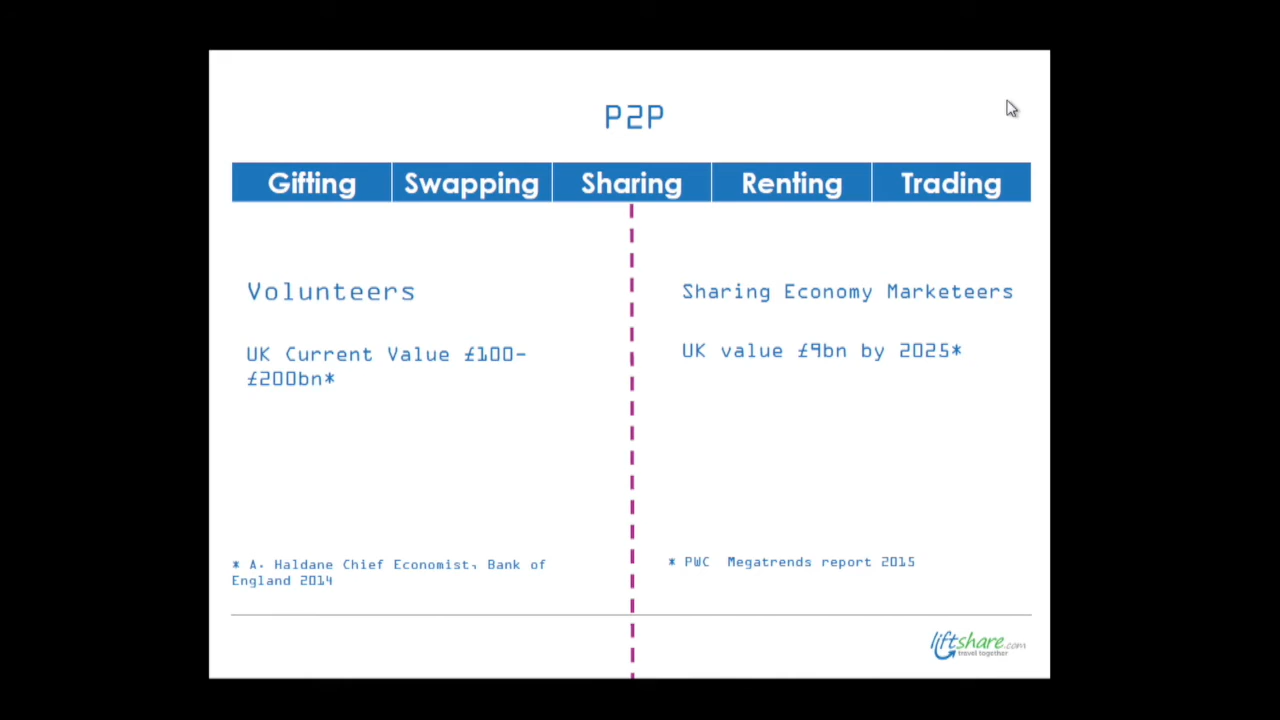 P2P
Gifting Swapping Sharing Renting Trading
Volunteers
UK Current Value £100-
£200bn*
* A. Haldane Chief Economist, Bank of
England 2014
Sharing Economy Marketeers
UK value £9bn by 2025*
* PWC Megatrends report 2015
liftshare.com
travel together